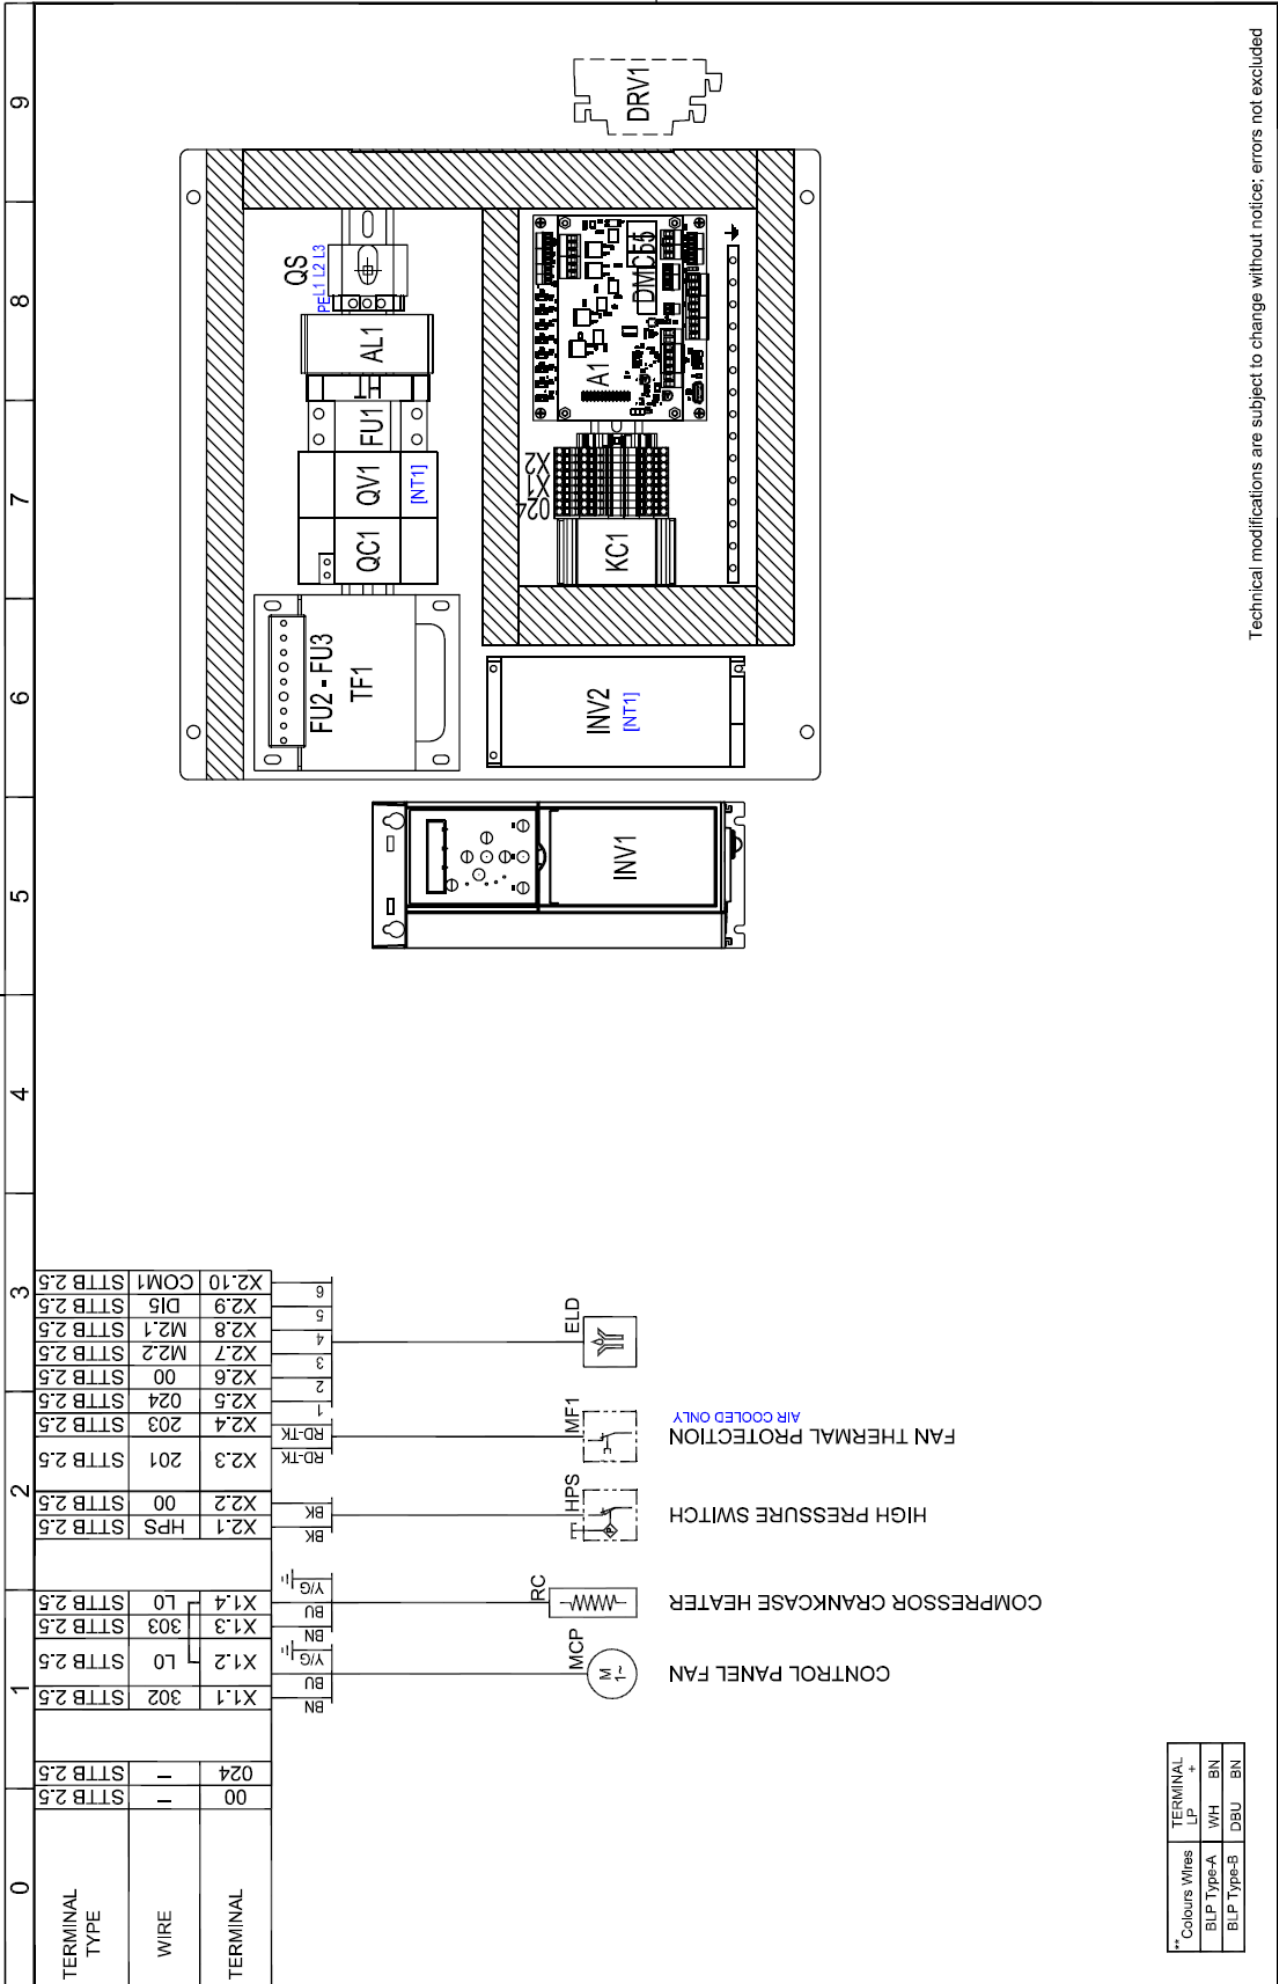 0 1 2 3 4 5 6 7 8 9
TERMINAL TYPE
STTB 2.5 STTB 2.5 STTB 2.5 STTB 2.5 STTB 2.5 STTB 2.5 STTB 2.5 STTB 2.5 STTB 2.5 STTB 2.5 STTB 2.5 STTB 2.5 STTB 2.5 STTB 2.5 STTB 2.5 STTB 2.5
WIRE
– – 302 L0 303 L0 HPS 00 201 203 024 00 M2.2 M2.1 DI5 COM1
TERMINAL
00 024 X1.1 X1.2 X1.3 X1.4 X2.1 X2.2 X2.3 X2.4 X2.5 X2.6 X2.7 X2.8 X2.9 X2.10
BN BU Y/G BN BU Y/G BK BK RD-TK RD-TK 1 2 3 4 5 6
MCP
M
1~
CONTROL PANEL FAN
RC
COMPRESSOR CRANKCASE HEATER
HPS
P
HIGH PRESSURE SWITCH
MF1
FAN THERMAL PROTECTION
AIR COOLED ONLY
ELD
INV1
FU2 - FU3
TF1
INV2
[NT1]
QC1
QV1
[NT1]
FU1
AL1
QS
PE L1 L2 L3
KC1
024
X1
X2
A1
DMC55
DRV1
** Colours Wires
TERMINAL
LP +
BLP Type-A WH BN
BLP Type-B DBU BN
Technical modifications are subject to change without notice; errors not excluded